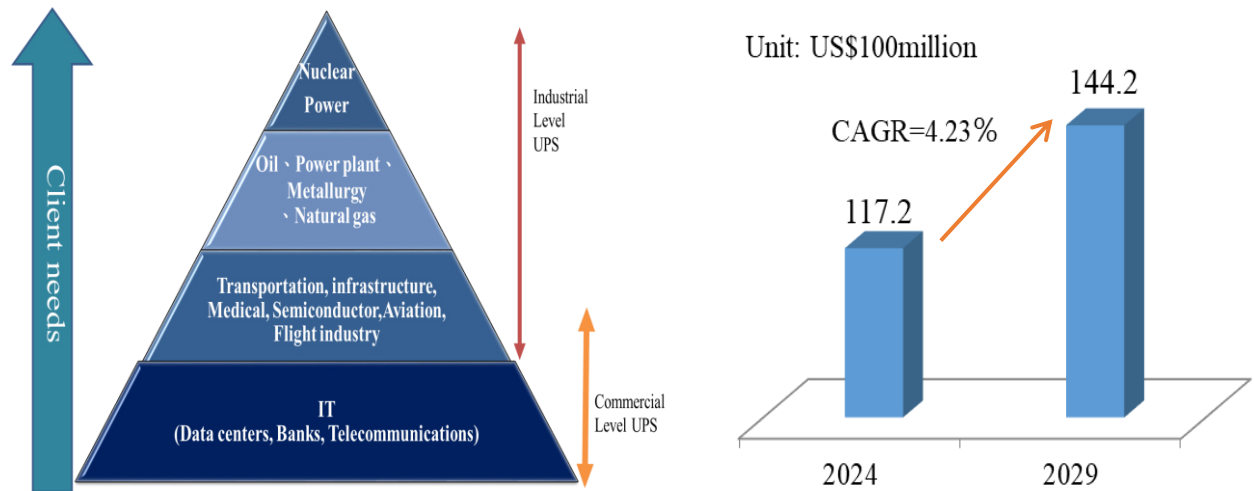 Client needs
Nuclear
Power
Oil、Power plant、
Metallurgy
、Natural gas
Transportation, infrastructure,
Medical, Semiconductor,Aviation,
Flight industry
IT
(Data centers, Banks, Telecommunications)
Industrial
Level
UPS
Commercial
Level UPS
Unit: US$100million
CAGR=4.23%
117.2
144.2
2024
2029